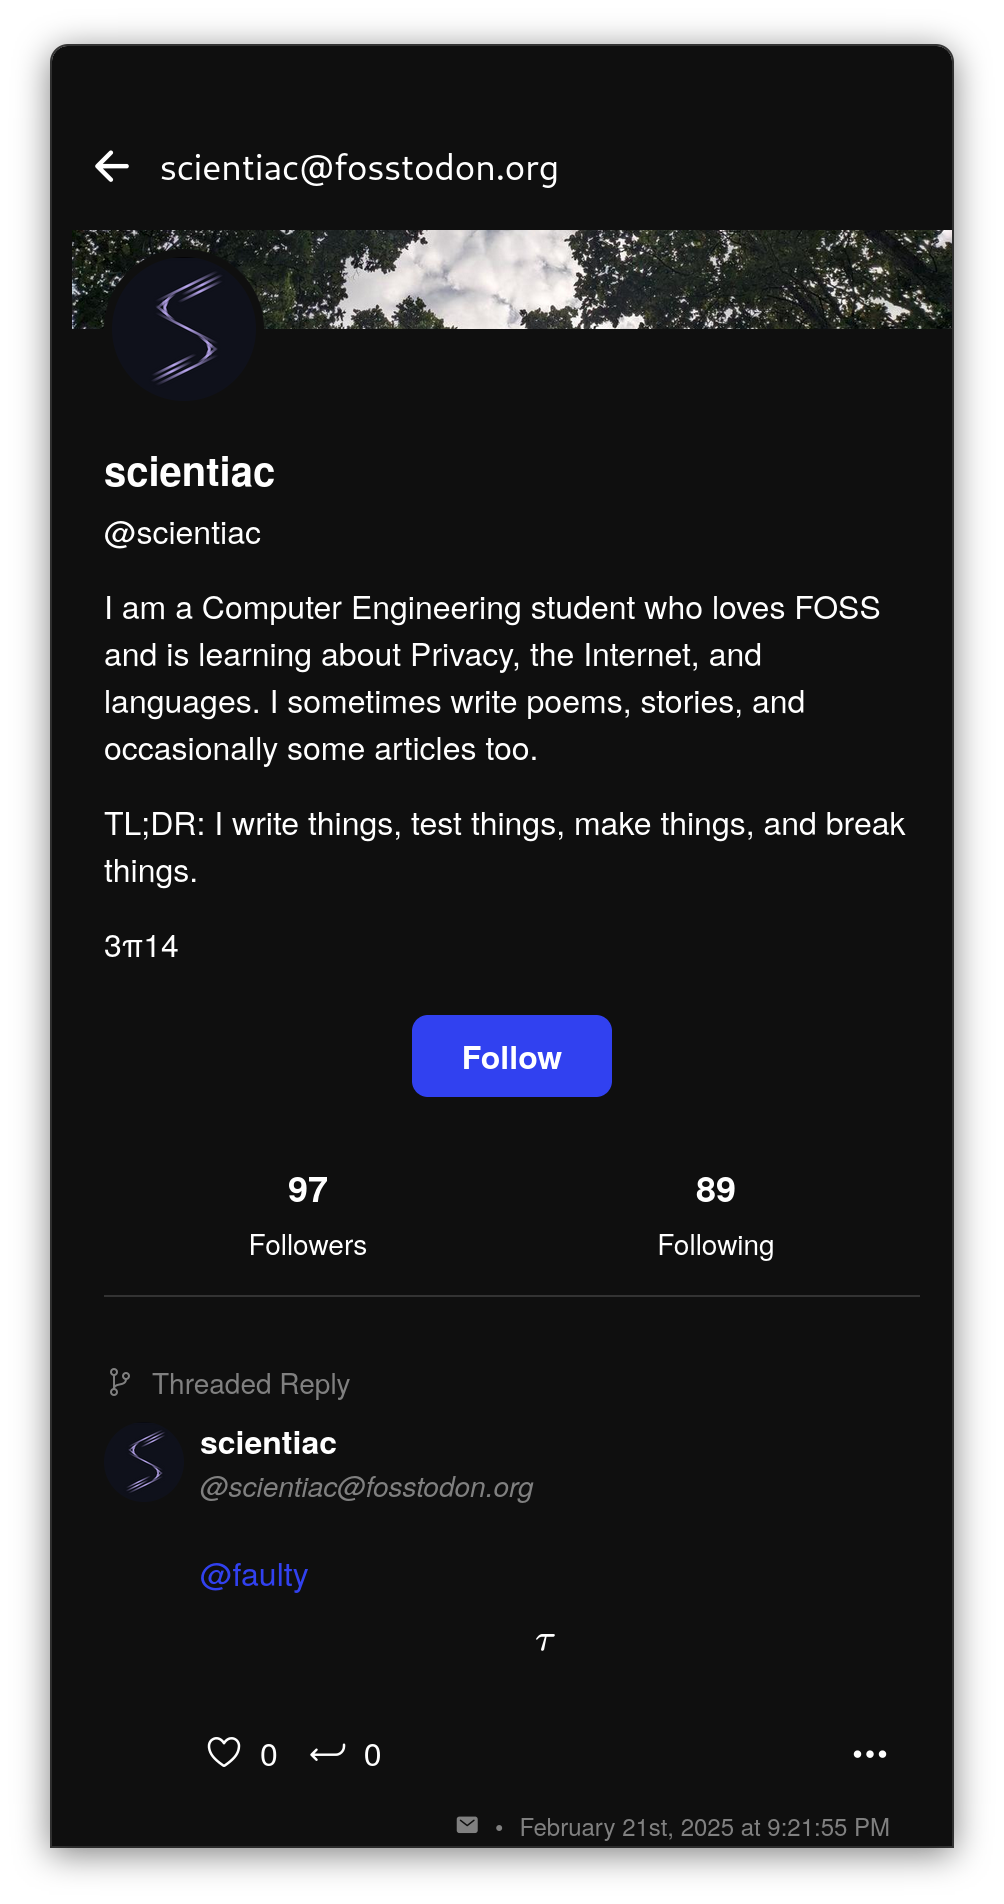 scientiac@fosstodon.org
scientiac
@scientiac
I am a Computer Engineering student who loves FOSS
and is learning about Privacy, the Internet, and
languages. I sometimes write poems, stories, and
occasionally some articles too.
TL;DR: I write things, test things, make things, and break
things.
3π14
Follow
97
Followers
89
Following
Threaded Reply
scientiac
@scientiac@fosstodon.org
@faulty
τ
0 0
• February 21st, 2025 at 9:21:55 PM